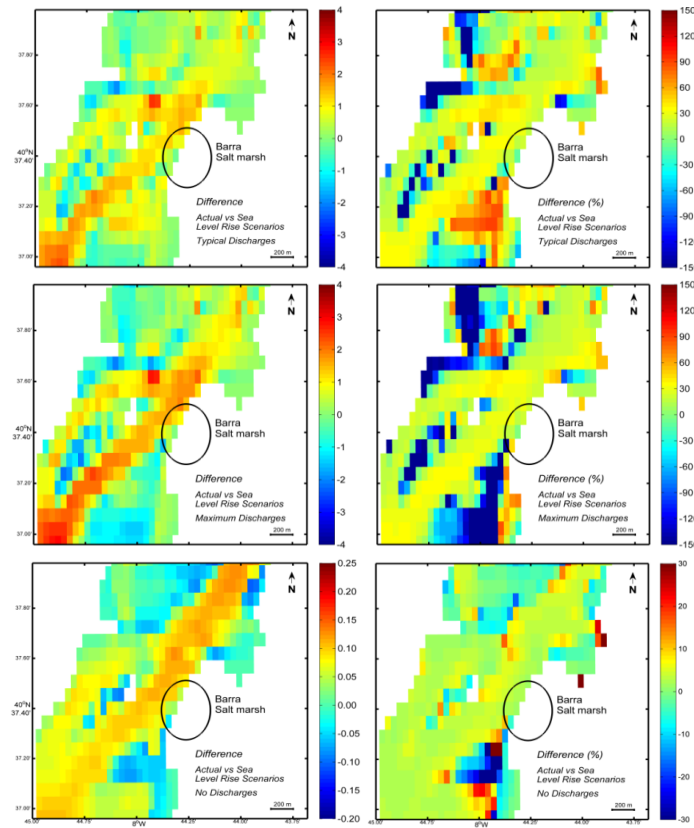 N
37.80'
37.60'
40°N
37.40'
37.20'
37.00'
Barra
Salt marsh
Difference
Actual vs Sea
Level Rise Scenarios
Typical Discharges
200 m
4
3
2
1
0
-1
-2
-3
-4
N
Barra
Salt marsh
Difference (%)
Actual vs Sea
Level Rise Scenarios
Typical Discharges
200 m
150
120
90
60
30
0
-30
-60
-90
-12
-15
N
37.80'
37.60'
40°N
37.40'
37.20'
37.00'
Barra
Salt marsh
Difference
Actual vs Sea
Level Rise Scenarios
Maximum Discharges
200 m
4
3
2
1
0
-1
-2
-3
-4
N
Barra
Salt marsh
Difference (%)
Actual vs Sea
Level Rise Scenarios
Maximum Discharges
200 m
150
120
90
60
30
0
-30
-60
-90
-12
-15
N
37.80'
37.60'
40°N
37.40'
37.20'
37.00'
Barra
Salt marsh
Difference
Actual vs Sea
Level Rise Scenarios
No Discharges
200 m
45.00 44.75 8°W 44.25 43.75
0.25
0.20
0.15
0.10
0.05
0.00
-0.05
-0.10
-0.15
-0.20
N
Barra
Salt marsh
Difference (%)
Actual vs Sea
Level Rise Scenarios
No Discharges
200 m
45.00 44.75 8°W 44.25 44.00 43.75
30
20
10
0
-10
-20
-30